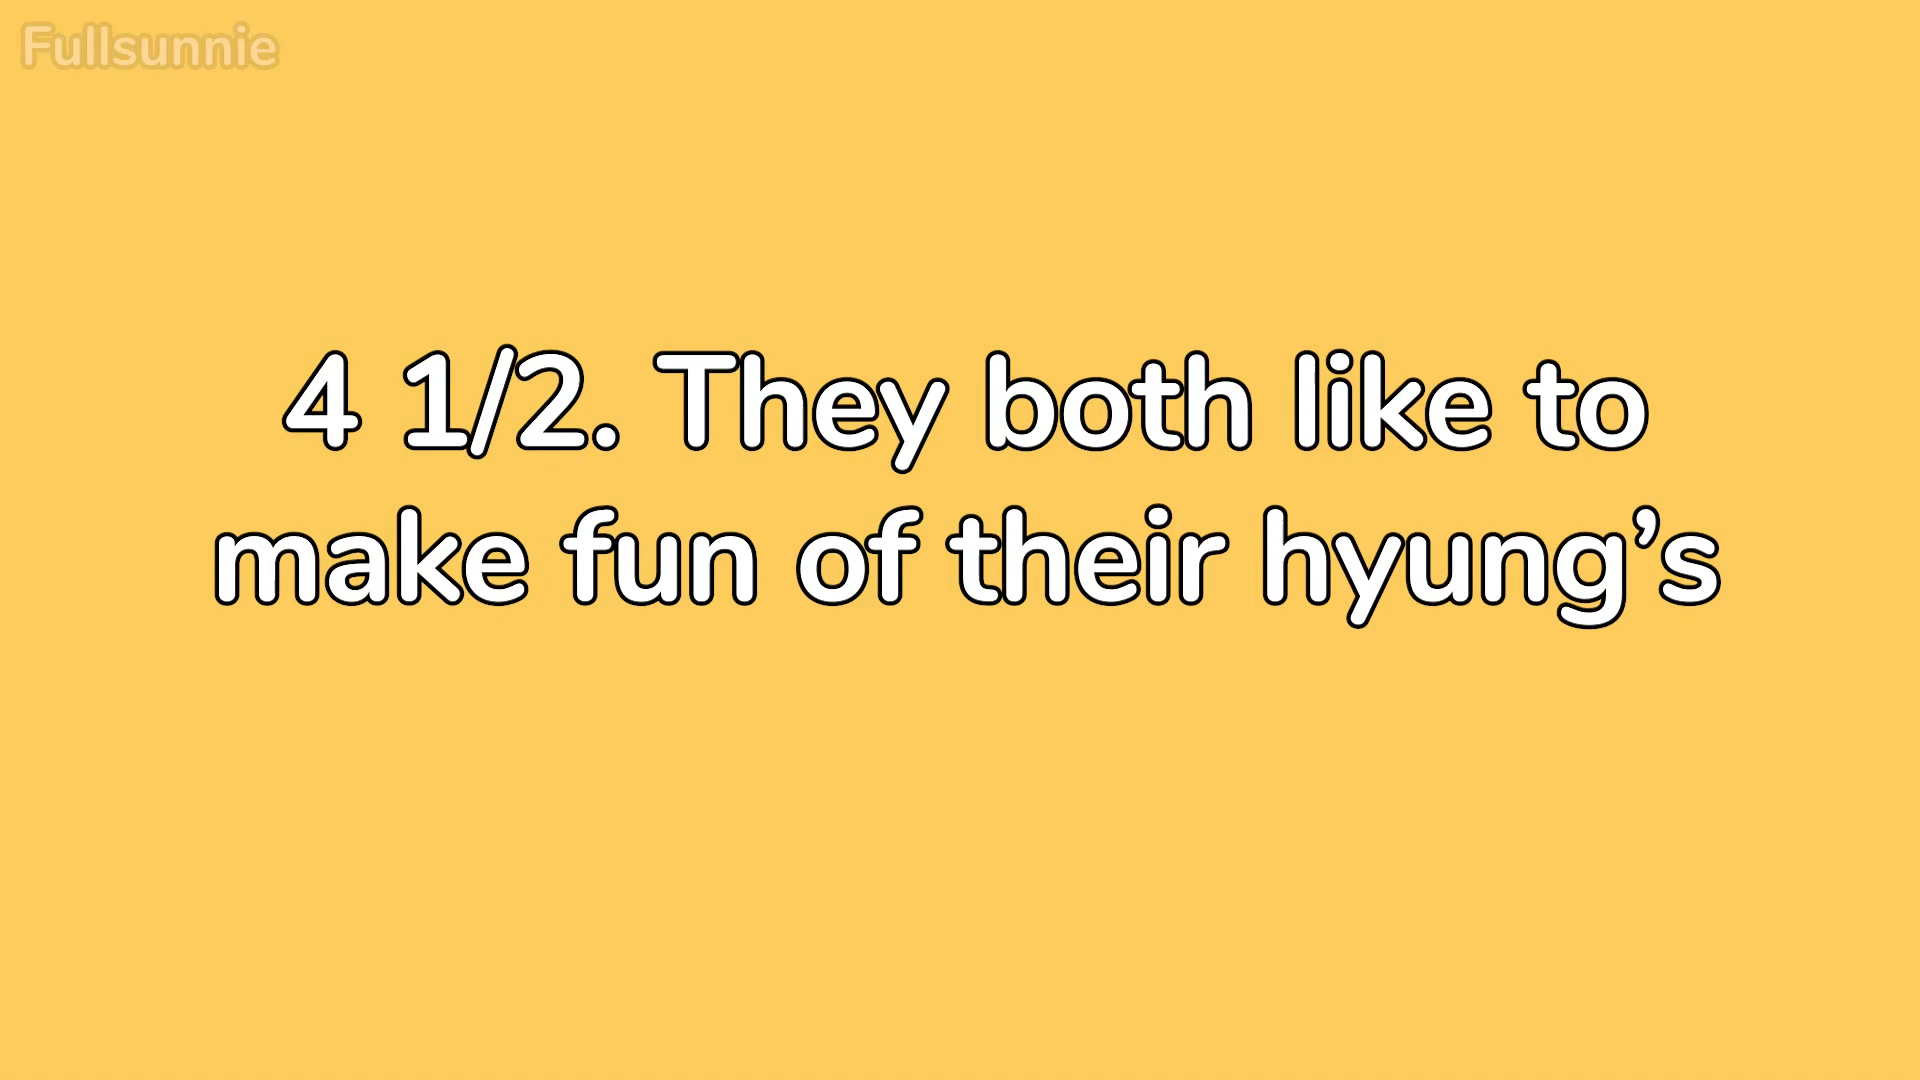 Fullsunnie
4 1/2. They both like to
make fun of their hyung’s